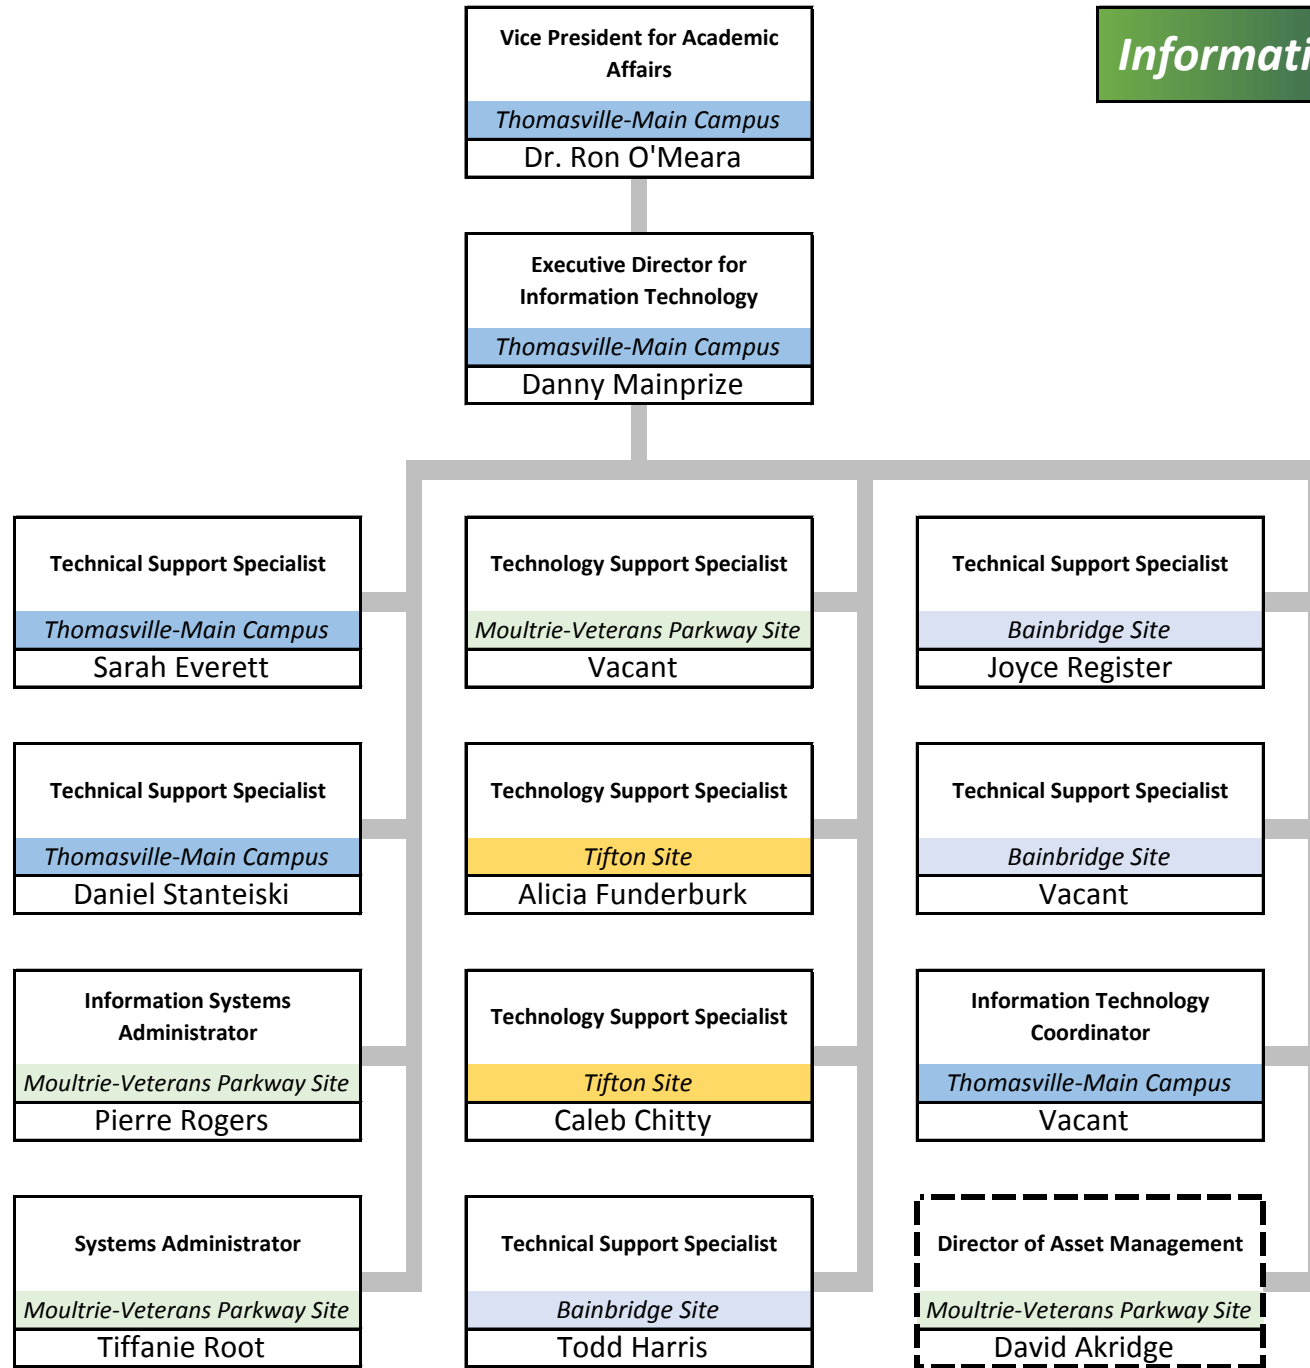 Vice President for Academic
Affairs
Thomasville-Main Campus
Dr. Ron O'Meara
Executive Director for
Information Technology
Thomasville-Main Campus
Danny Mainprize
Technical Support Specialist
Thomasville-Main Campus
Sarah Everett
Technology Support Specialist
Moultrie-Veterans Parkway Site
Vacant
Technical Support Specialist
Bainbridge Site
Joyce Register
Technical Support Specialist
Thomasville-Main Campus
Daniel Stanteiski
Technology Support Specialist
Tifton Site
Alicia Funderburk
Technical Support Specialist
Bainbridge Site
Vacant
Information Systems
Administrator
Moultrie-Veterans Parkway Site
Pierre Rogers
Technology Support Specialist
Tifton Site
Caleb Chitty
Information Technology
Coordinator
Thomasville-Main Campus
Vacant
Systems Administrator
Moultrie-Veterans Parkway Site
Tiffanie Root
Technical Support Specialist
Bainbridge Site
Todd Harris
Director of Asset Management
Moultrie-Veterans Parkway Site
David Akridge